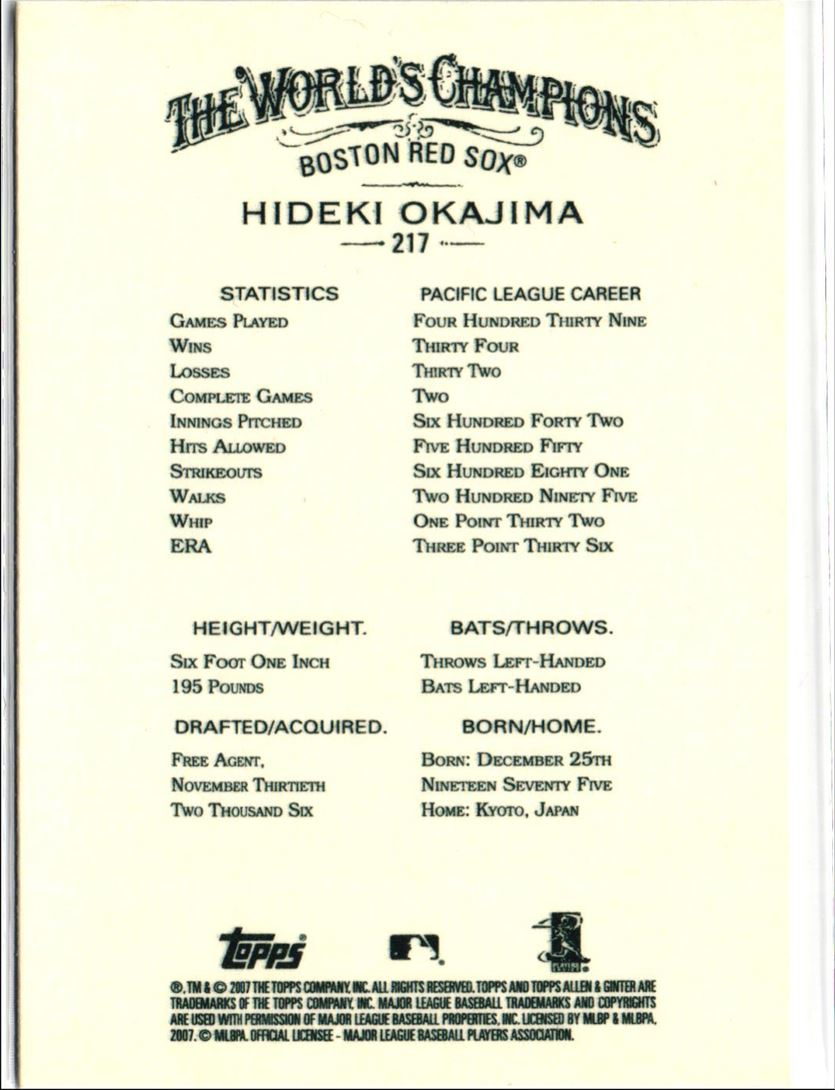 THE WORLD'S CHAMPIONS
BOSTON RED SOX®
HIDEKI OKAJIMA
217
STATISTICS PACIFIC LEAGUE CAREER
GAMES PLAYED FOUR HUNDRED THIRTY NINE
WINS THIRTY FOUR
LOSSES THIRTY TWO
COMPLETE GAMES TWO
INNINGS PITCHED SIX HUNDRED FORTY TWO
HITS ALLOWED FIVE HUNDRED FIFTY
STRIKEOUTS SIX HUNDRED EIGHTY ONE
WALKS TWO HUNDRED NINETY FIVE
WHIP ONE POINT THIRTY TWO
ERA THREE POINT THIRTY SIX
HEIGHT/WEIGHT. BATS/THROWS.
SIX FOOT ONE INCH THROWS LEFT-HANDED
195 POUNDS BATS LEFT-HANDED
DRAFTED/ACQUIRED. BORN/HOME.
FREE AGENT, BORN: DECEMBER 25TH
NOVEMBER THIRTIETH NINETEEN SEVENTY FIVE
TWO THOUSAND SIX HOME: KYOTO, JAPAN
Topps®
®, TM & © 2007 THE TOPPS COMPANY, INC. ALL RIGHTS RESERVED. TOPPS AND TOPPS ALLEN & GINTER ARE
TRADEMARKS OF THE TOPPS COMPANY, INC. MAJOR LEAGUE BASEBALL TRADEMARKS AND COPYRIGHTS
ARE USED WITH PERMISSION OF MAJOR LEAGUE BASEBALL PROPERTIES, INC. LICENSED BY MLBP & MLBPA.
2007. © MLBPA. OFFICIAL LICENSEE - MAJOR LEAGUE BASEBALL PLAYERS ASSOCIATION.